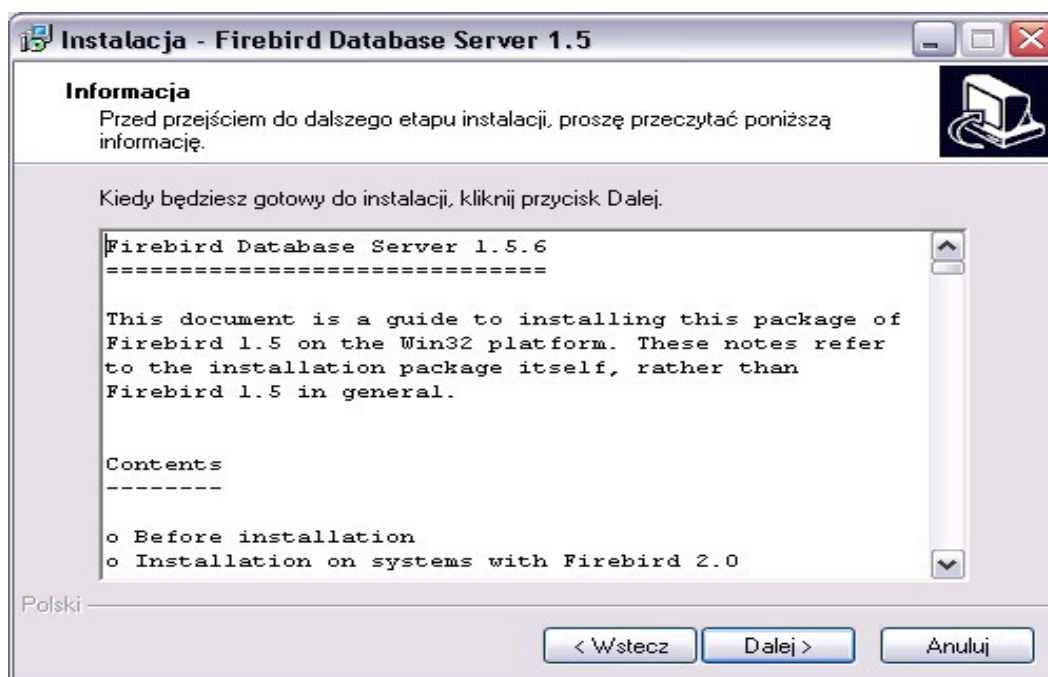 Instalacja - Firebird Database Server 1.5
Informacja
Przed przejściem do dalszego etapu instalacji, proszę przeczytać poniższą
informację.
Kiedy będziesz gotowy do instalacji, kliknij przycisk Dalej.
Firebird Database Server 1.5.6
==============================
This document is a guide to installing this package of
Firebird 1.5 on the Win32 platform. These notes refer
to the installation package itself, rather than
Firebird 1.5 in general.
Contents
--------
o Before installation
o Installation on systems with Firebird 2.0
Polski
< Wstecz
Dalej >
Anuluj